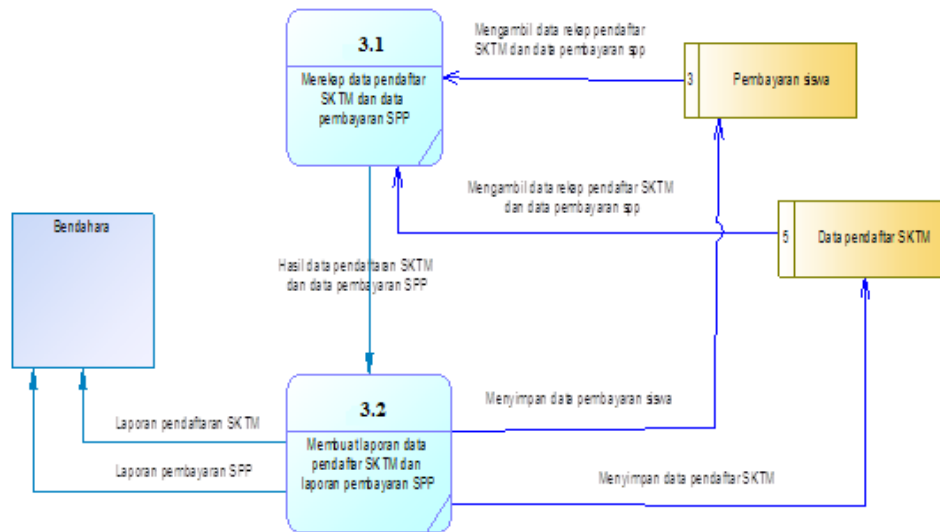 3.1
Merekap data pendaftar
SKTM dan data
pembayaran SPP
Mengambil data rekap pendaftar
SKTM dan data pembayaran spp
3
Pembayaran siswa
Mengambil data rekap pendaftar SKTM
dan data pembayaran spp
5
Data pendaftar SKTM
Bendahara
Hasil data pendaftaran SKTM
dan data pembayaran SPP
3.2
Membuat laporan data
pendaftar SKTM dan
laporan pembayaran SPP
Menyimpan data pembayaran siswa
Laporan pendaftaran SKTM
Laporan pembayaran SPP
Menyimpan data pendaftar SKTM